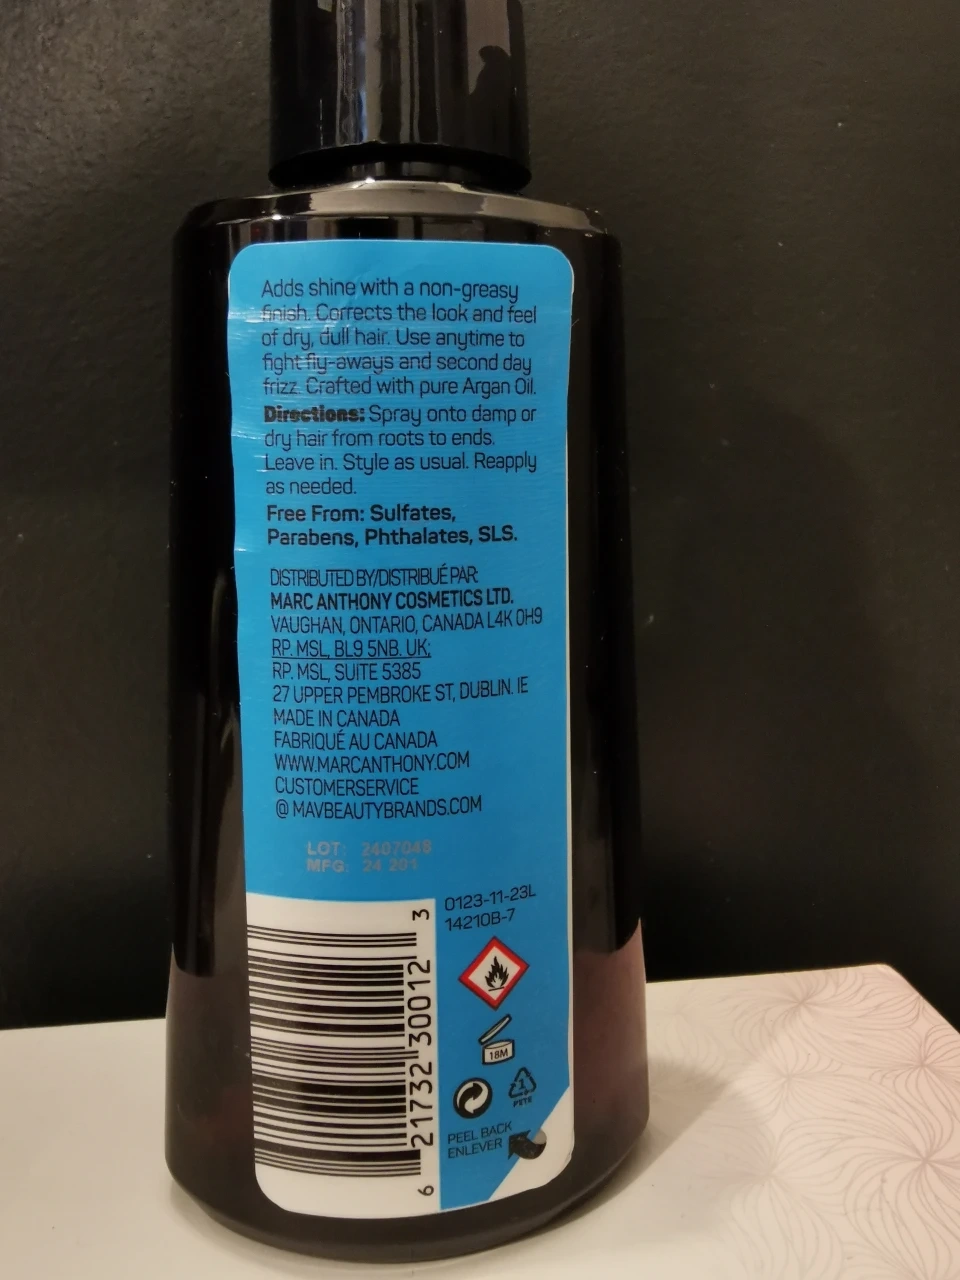 Adds shine with a non-greasy
finish. Corrects the look and feel
of dry, dull hair. Use anytime to
fight fly-aways and second day
frizz. Crafted with pure Argan Oil.
Directions: Spray onto damp or
dry hair from roots to ends.
Leave in. Style as usual. Reapply
as needed.
Free From: Sulfates,
Parabens, Phthalates, SLS.
DISTRIBUTED BY/DISTRIBUÉ PAR:
MARC ANTHONY COSMETICS LTD.
VAUGHAN, ONTARIO, CANADA L4K 0H9
RP. MSL, BL9 5NB. UK;
RP. MSL, SUITE 5385
27 UPPER PEMBROKE ST, DUBLIN. IE
MADE IN CANADA
FABRIQUÉ AU CANADA
WWW.MARCANTHONY.COM
CUSTOMERSERVICE
@ MAVBEAUTYBRANDS.COM
LOT: 2407048
MFG: 24 201
0123-11-23L
14210B-7
6 21732 30012 3
18M
1
PETE
PEEL BACK
ENLEVER